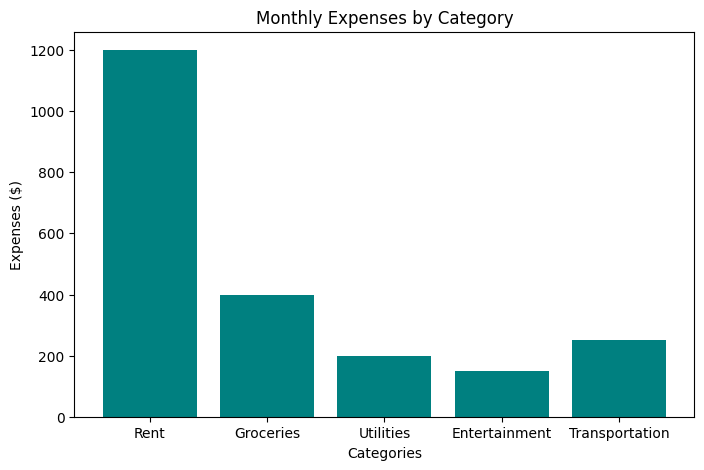 Monthly Expenses by Category
Expenses ($)
1200
1000
800
600
400
200
0
Rent Groceries Utilities Entertainment Transportation
Categories